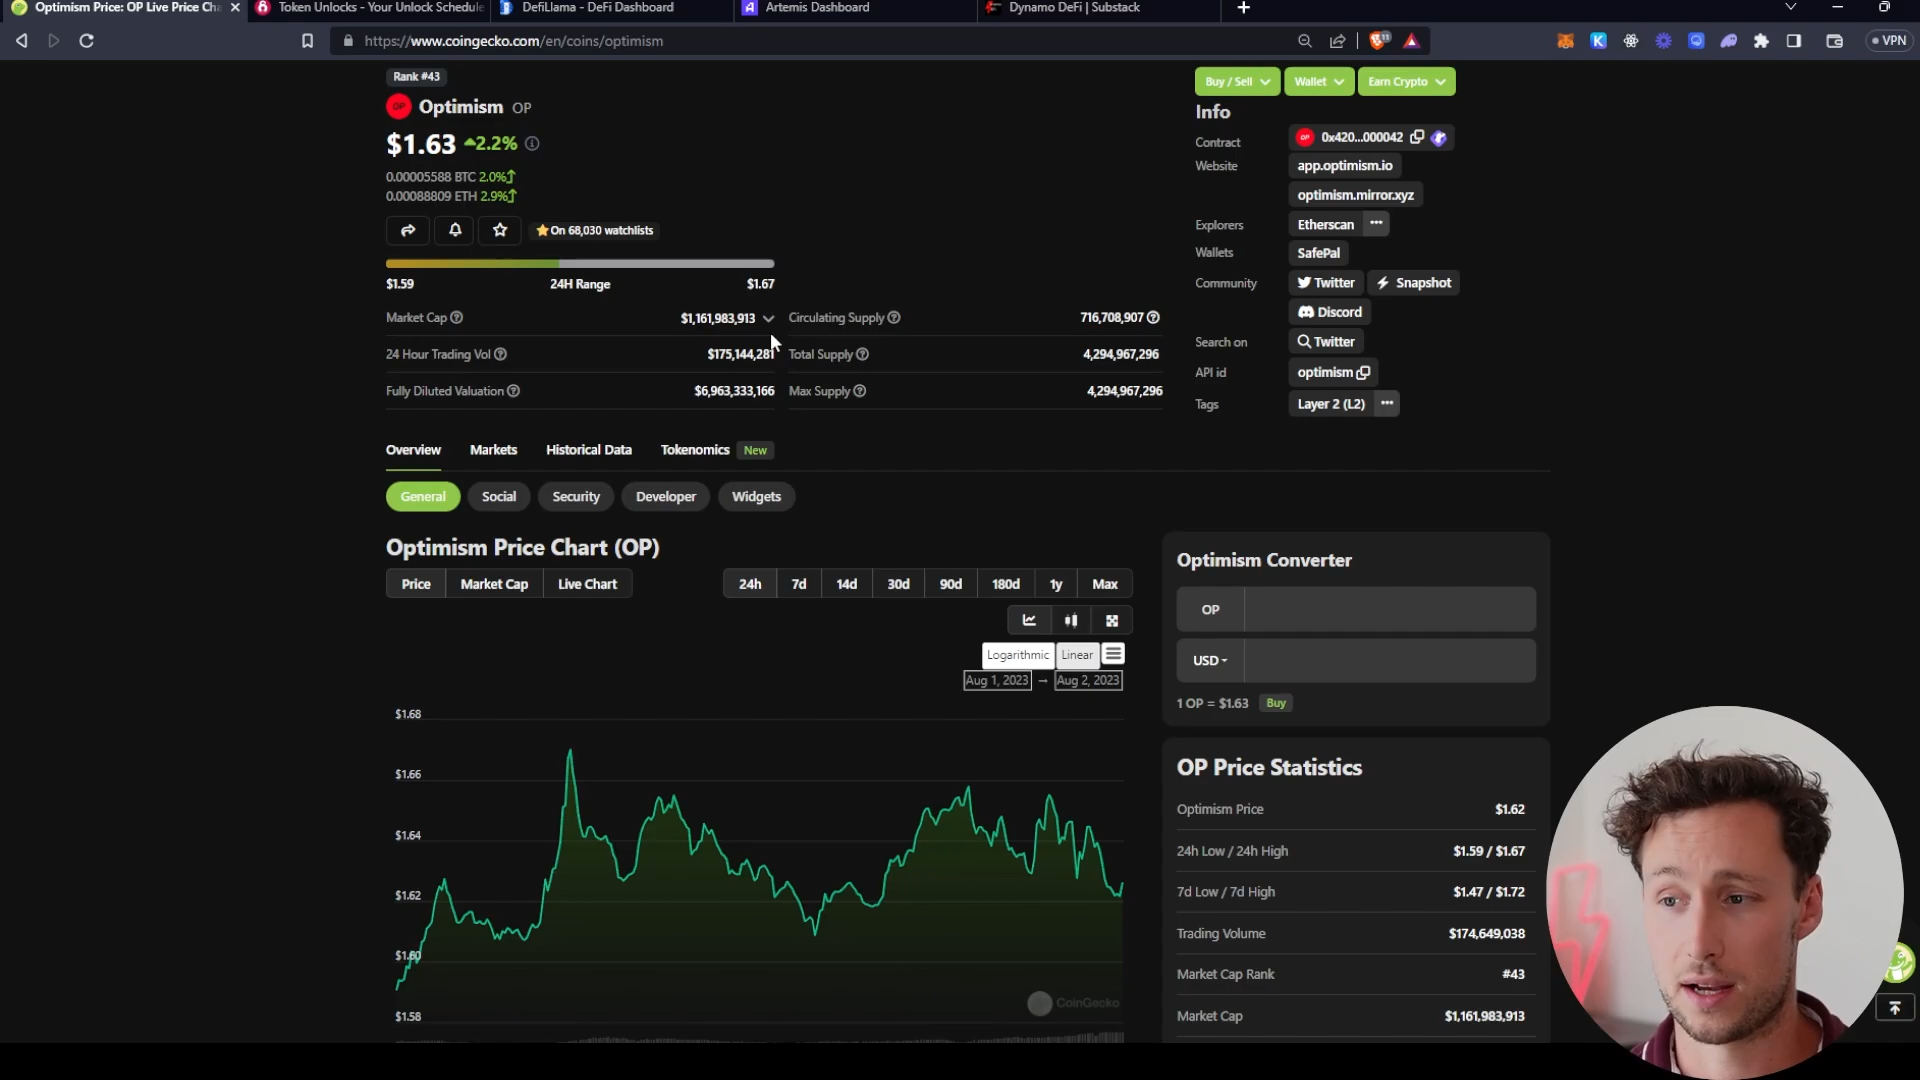 Optimism Price: OP Live Price Cha
Token Unlocks - Your Unlock Schedule
DefiLlama - DeFi Dashboard
Artemis Dashboard
Dynamo DeFi | Substack
https://www.coingecko.com/en/coins/optimism
VPN
Rank #43
Optimism OP
$1.63 2.2%
0.00005588 BTC 2.0%
0.00088809 ETH 2.9%
On 68,030 watchlists
$1.59 24H Range $1.67
Market Cap $1,161,983,913
Circulating Supply 716,708,907
24 Hour Trading Vol $175,144,281
Total Supply 4,294,967,296
Fully Diluted Valuation $6,963,333,166
Max Supply 4,294,967,296
Buy / Sell Wallet Earn Crypto
Info
Contract OP 0x420...000042
Website app.optimism.io
optimism.mirror.xyz
Explorers Etherscan
Wallets SafePal
Community Twitter Snapshot
Discord
Search on Twitter
API id optimism
Tags Layer 2 (L2)
Overview Markets Historical Data Tokenomics New
General Social Security Developer Widgets
Optimism Price Chart (OP)
Price Market Cap Live Chart
24h 7d 14d 30d 90d 180d 1y Max
Logarithmic Linear
Aug 1, 2023 → Aug 2, 2023
$1.68
$1.66
$1.64
$1.62
$1.60
$1.58
CoinGecko
Optimism Converter
OP
USD
1 OP = $1.63 Buy
OP Price Statistics
Optimism Price $1.62
24h Low / 24h High $1.59 / $1.67
7d Low / 7d High $1.47 / $1.72
Trading Volume $174,649,038
Market Cap Rank #43
Market Cap $1,161,983,913